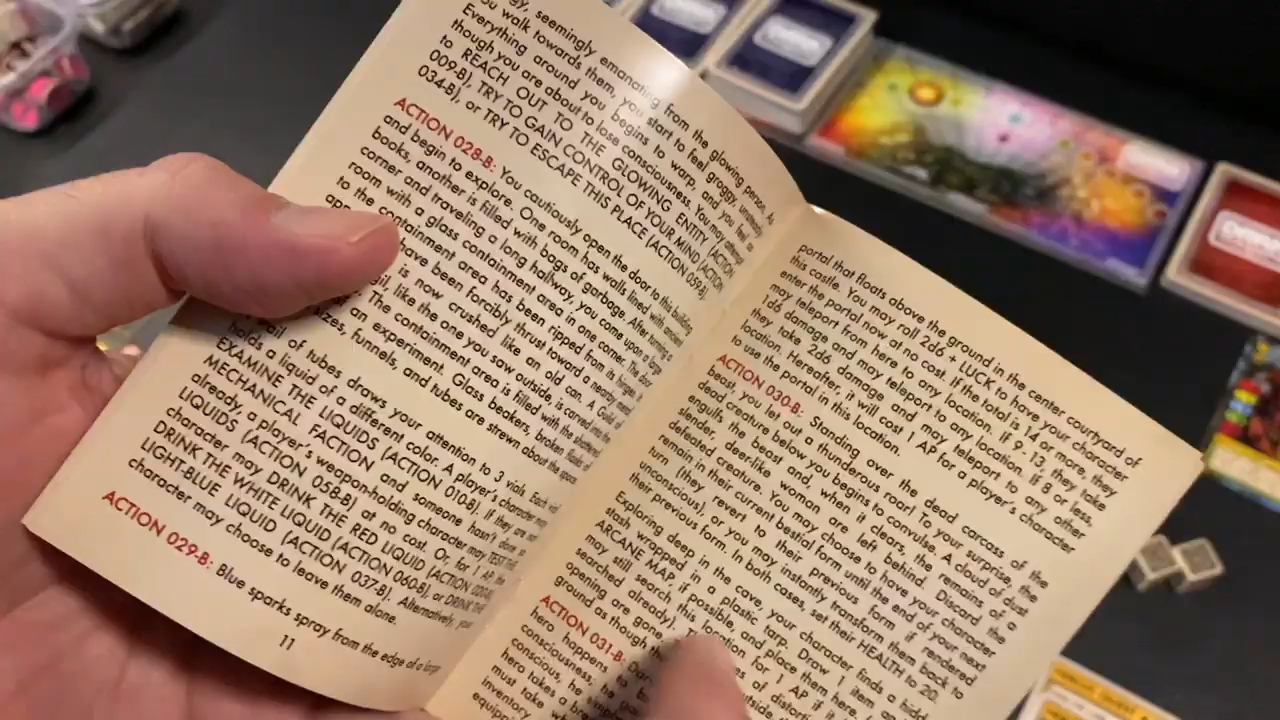 gy, seemingly emanating from the glowing person. As
you walk towards them, you start to feel groggy, unsteady
Everything around you begins to warp, and you feel as
though you are about to lose consciousness. You may attempt
to REACH OUT TO THE GLOWING ENTITY (ACTION
009-B), TRY TO GAIN CONTROL OF YOUR MIND (ACTION
034-B), or TRY TO ESCAPE THIS PLACE (ACTION 059-B).
ACTION 028-B: You cautiously open the door to this building
and begin to explore. One room has walls lined with ancient
books, another is filled with bags of garbage. After turning a
corner and traveling a long hallway, you come upon a large
room with a glass containment area in one corner. The door
to the containment area has been ripped from its hinges
have been forcibly thrust toward a nearby
is now crushed like an old can. A
like the one you saw outside, is carved in the
of an experiment. The containment area is filled with the
sizes, funnels, and tubes are strewn about the
of tubes draws your attention to 3 vials. Each vial
holds a liquid of a different color. A player's character may
EXAMINE THE LIQUIDS (ACTION 010-B). If they are
MECHANICAL FACTION and someone hasn't done so
already, a player's weapon-holding character may TEST THE
LIQUIDS (ACTION 058-B) at no cost. Or, for 1 AP, the
character may DRINK THE RED LIQUID (ACTION
DRINK THE WHITE LIQUID (ACTION 060-B), or DRINK THE
LIGHT-BLUE LIQUID (ACTION 037-B). Alternatively, your
character may choose to leave them alone.
ACTION 029-B: Blue sparks spray from the edge of a large
11
portal that floats above the ground in the center courtyard of
this castle. You may roll 2d6 + LUCK to have your character
enter the portal now at no cost. If the total is 14 or more, they
may teleport from here to any location. if 9-13, they take
1d6 damage and may teleport to any location. If 8 or less,
they take 2d6 damage and may teleport to any other
location. Hereafter, it will cost 1 AP for a player's character
to use the portal in this location.
ACTION 030-B: Standing over the dead carcass of the
beast, you let out a thunderous roar! To your surprise, the
dead creature below you begins to convulse. A cloud of dust
engulfs the beast and, when it clears, the remains of a
slender, deer-like woman are left behind. Discard the
defeated creature. You may choose to have your character
remain in their current bestial form until the end of your next
turn (they revert to their previous form if rendered
unconscious), or you may instantly transform them back to
their previous form. In both cases, set their HEALTH to 20.
Exploring deep in the cave, your character finds a hidden
stash wrapped in a plastic tarp. Draw 1 item and
ARCANE MAP, if possible, and place them here.
may still search this location for 1 AP if it
searched already).
opening are gone
ground as though
ACTION 031-B:
hero happens
consciousness,
conscious, he
hero takes a
must take
inventory